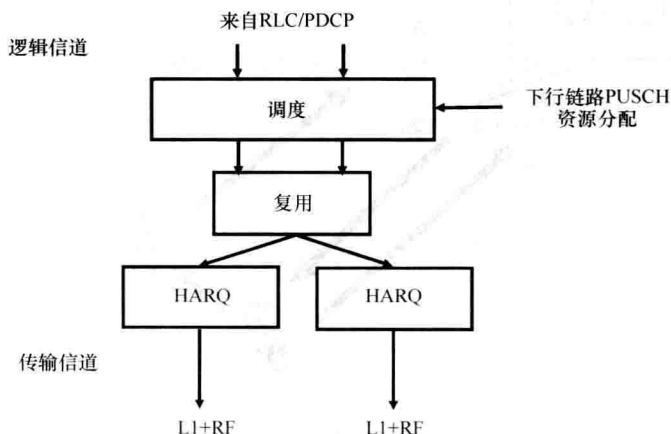 来自RLC/PDCP
逻辑信道
调度
下行链路PUSCH
资源分配
复用
HARQ
HARQ
传输信道
L1+RF
L1+RF